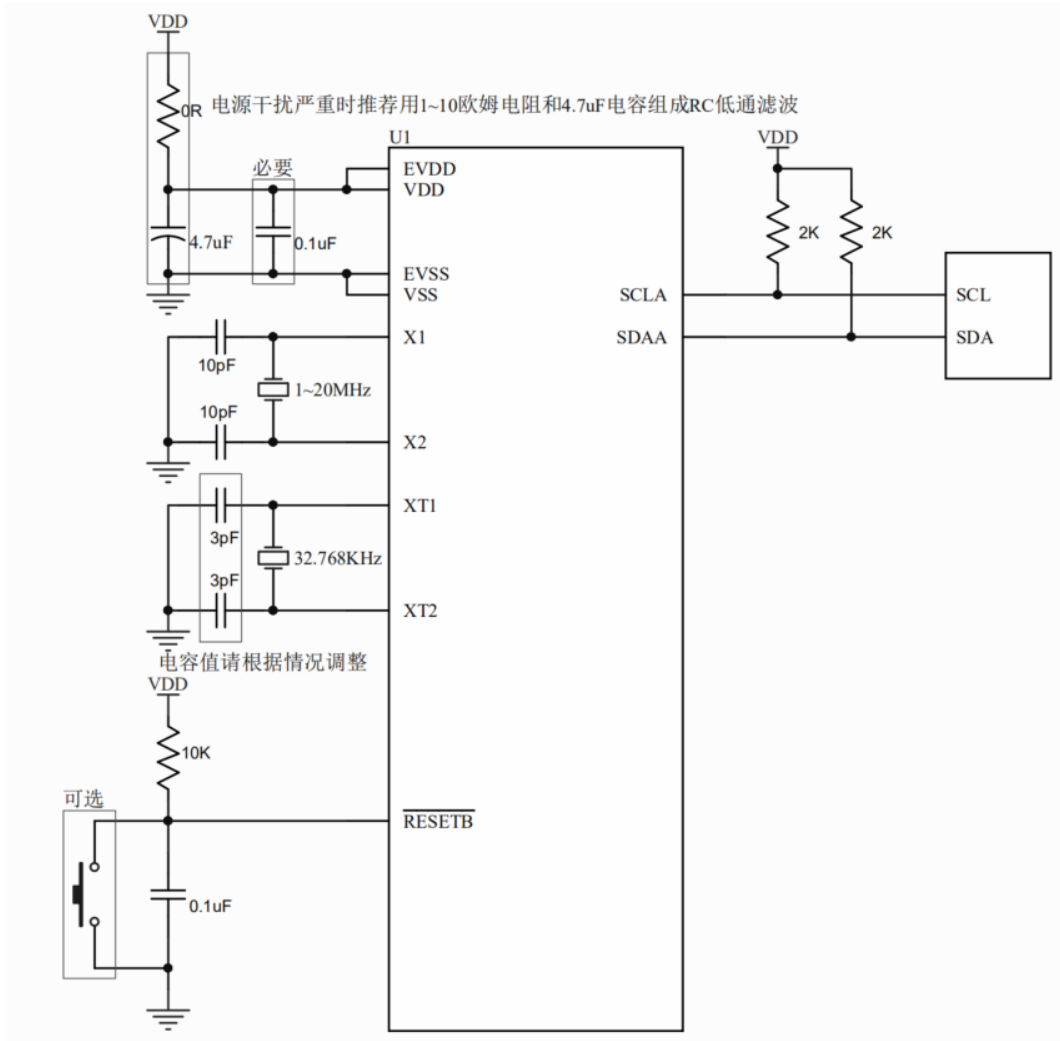 VDD
0R
电源干扰严重时推荐用1~10欧姆电阻和4.7uF电容组成RC低通滤波
U1
VDD
必要
EVDD
VDD
4.7uF
0.1uF
2K
2K
EVSS
VSS
SCLA
SCL
X1
SDAA
SDA
10pF
1~20MHz
10pF
X2
XT1
3pF
32.768KHz
3pF
XT2
电容值请根据情况调整
VDD
10K
可选
RESETB
0.1uF